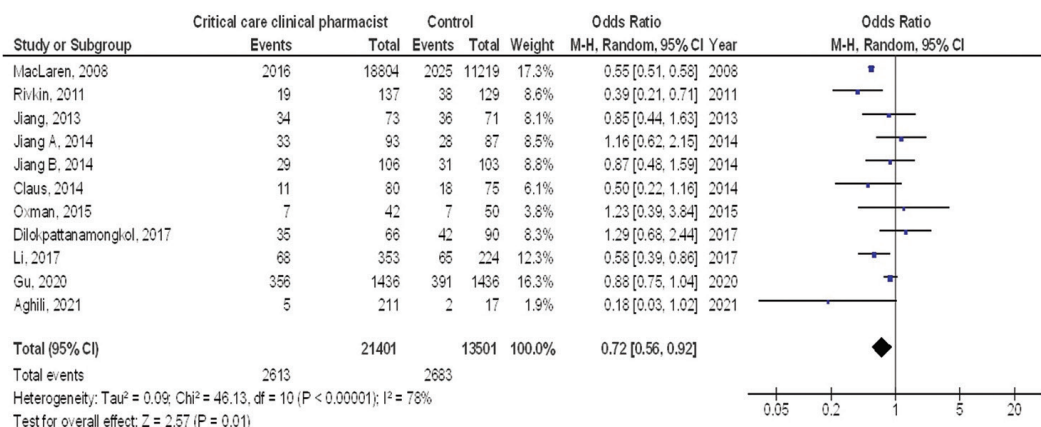 Critical care clinical pharmacist Control Odds Ratio Odds Ratio
Study or Subgroup Events Total Events Total Weight M-H, Random, 95% CI Year M-H, Random, 95% CI
MacLaren, 2008 2016 18804 2025 11219 17.3% 0.55 [0.51, 0.58] 2008
Rivkin, 2011 19 137 38 129 8.6% 0.39 [0.21, 0.71] 2011
Jiang, 2013 34 73 36 71 8.1% 0.85 [0.44, 1.63] 2013
Jiang A, 2014 33 93 28 87 8.4% 1.16 [0.62, 2.15] 2014
Jiang B, 2014 29 106 31 103 8.8% 0.87 [0.48, 1.59] 2014
Claus, 2014 11 80 18 75 6.1% 0.50 [0.22, 1.16] 2014
Oxman, 2015 7 42 7 50 3.8% 1.23 [0.39, 3.84] 2015
Dilokpattanamongkol, 2017 35 66 42 90 8.3% 1.29 [0.68, 2.44] 2017
Li, 2017 68 353 65 224 12.3% 0.58 [0.39, 0.86] 2017
Gu, 2020 356 1436 391 1436 16.3% 0.88 [0.75, 1.04] 2020
Aghili, 2021 5 211 2 17 1.9% 0.18 [0.03, 1.02] 2021
Total (95% CI) 21401 13501 100.0% 0.72 [0.56, 0.92]
Total events 2613 2683
Heterogeneity: Tau² = 0.09; Chi² = 46.13, df = 10 (P < 0.00001); I² = 78%
Test for overall effect: Z = 2.57 (P = 0.01)
0.05 0.2 1 5 20